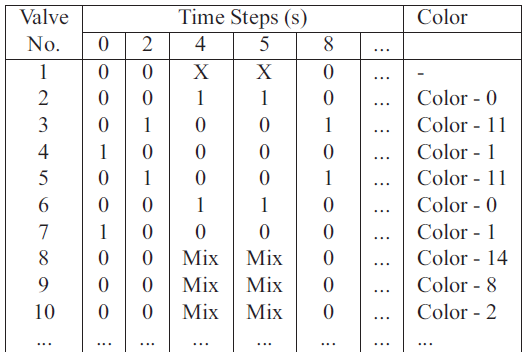 Valve Time Steps (s) Color
No. 0 2 4 5 8 ...
1 0 0 X X 0 ... -
2 0 0 1 1 0 ... Color - 0
3 0 1 0 0 1 ... Color - 11
4 1 0 0 0 0 ... Color - 1
5 0 1 0 0 1 ... Color - 11
6 0 0 1 1 0 ... Color - 0
7 1 0 0 0 0 ... Color - 1
8 0 0 Mix Mix 0 ... Color - 14
9 0 0 Mix Mix 0 ... Color - 8
10 0 0 Mix Mix 0 ... Color - 2
... ... ... ... ... ... ... ...